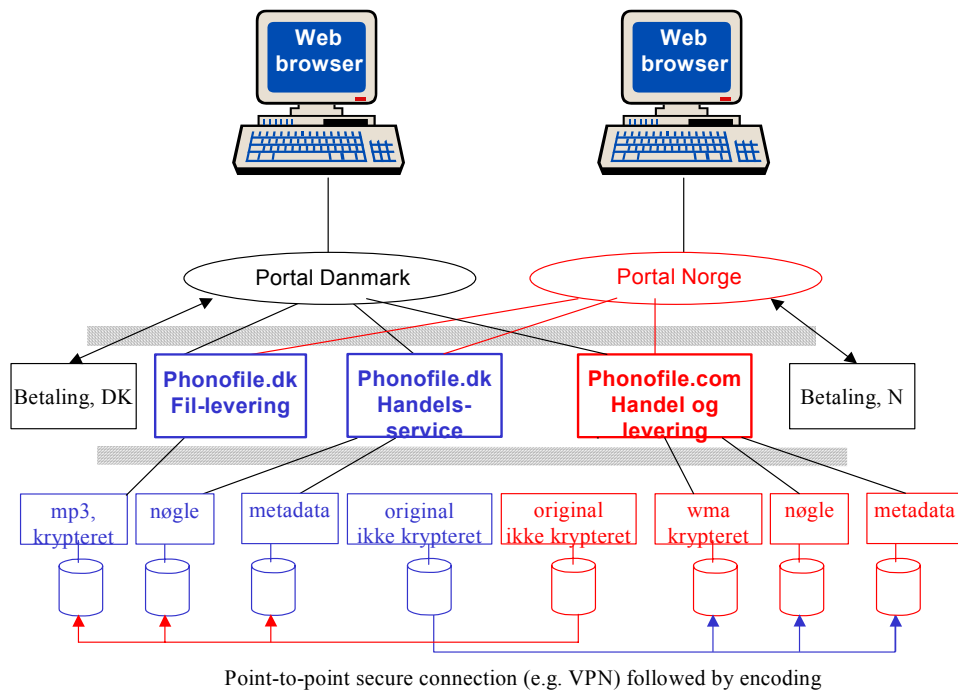 Web
browser
Web
browser
Portal Danmark
Portal Norge
Betaling, DK
Phonofile.dk
Fil-levering
Phonofile.dk
Handels-
service
Phonofile.com
Handel og
levering
Betaling, N
mp3,
krypteret
nøgle
metadata
original
ikke krypteret
original
ikke krypteret
wma
krypteret
nøgle
metadata
Point-to-point secure connection (e.g. VPN) followed by encoding